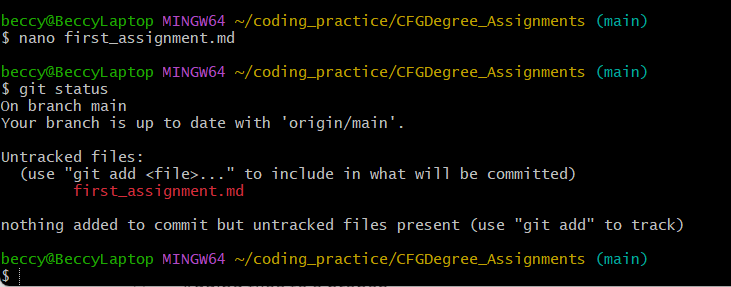 beccy@BeccyLaptop MINGW64 ~/coding_practice/CFGDegree_Assignments (main)
$ nano first_assignment.md
beccy@BeccyLaptop MINGW64 ~/coding_practice/CFGDegree_Assignments (main)
$ git status
On branch main
Your branch is up to date with 'origin/main'.
Untracked files:
  (use "git add <file>..." to include in what will be committed)
        first_assignment.md
nothing added to commit but untracked files present (use "git add" to track)
beccy@BeccyLaptop MINGW64 ~/coding_practice/CFGDegree_Assignments (main)
$